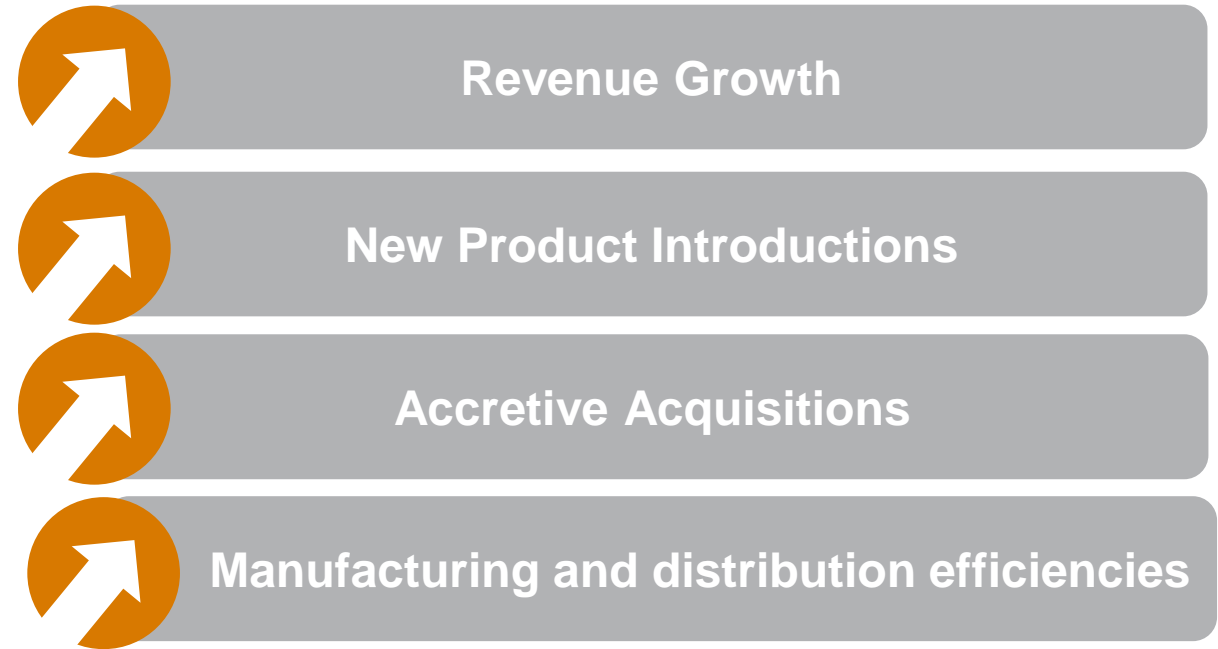 Revenue Growth
New Product Introductions
Accretive Acquisitions
Manufacturing and distribution efficiencies